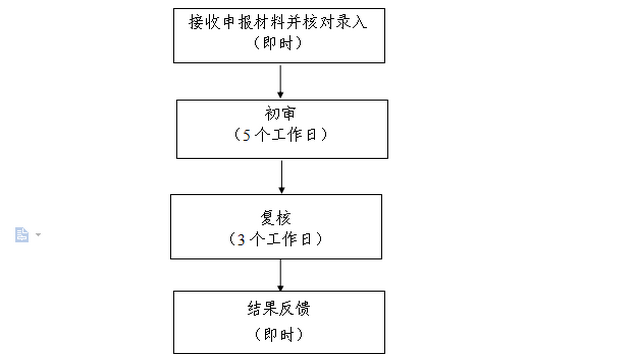 接收申报材料并核对录入
（即时）
初审
（5个工作日）
复核
（3个工作日）
结果反馈
（即时）